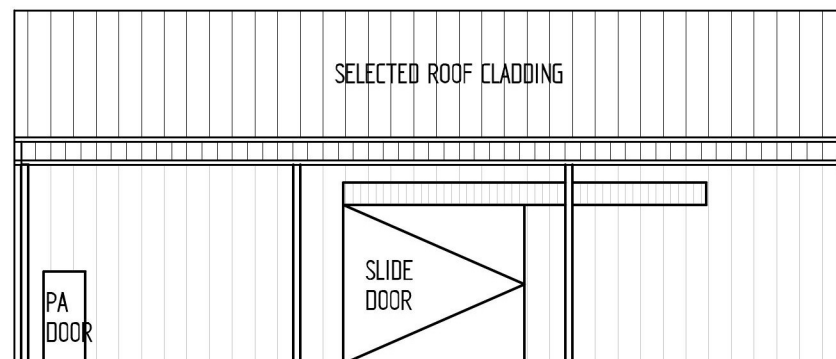 SELECTED ROOF CLADDING
SLIDE
DOOR
PA
DOOR